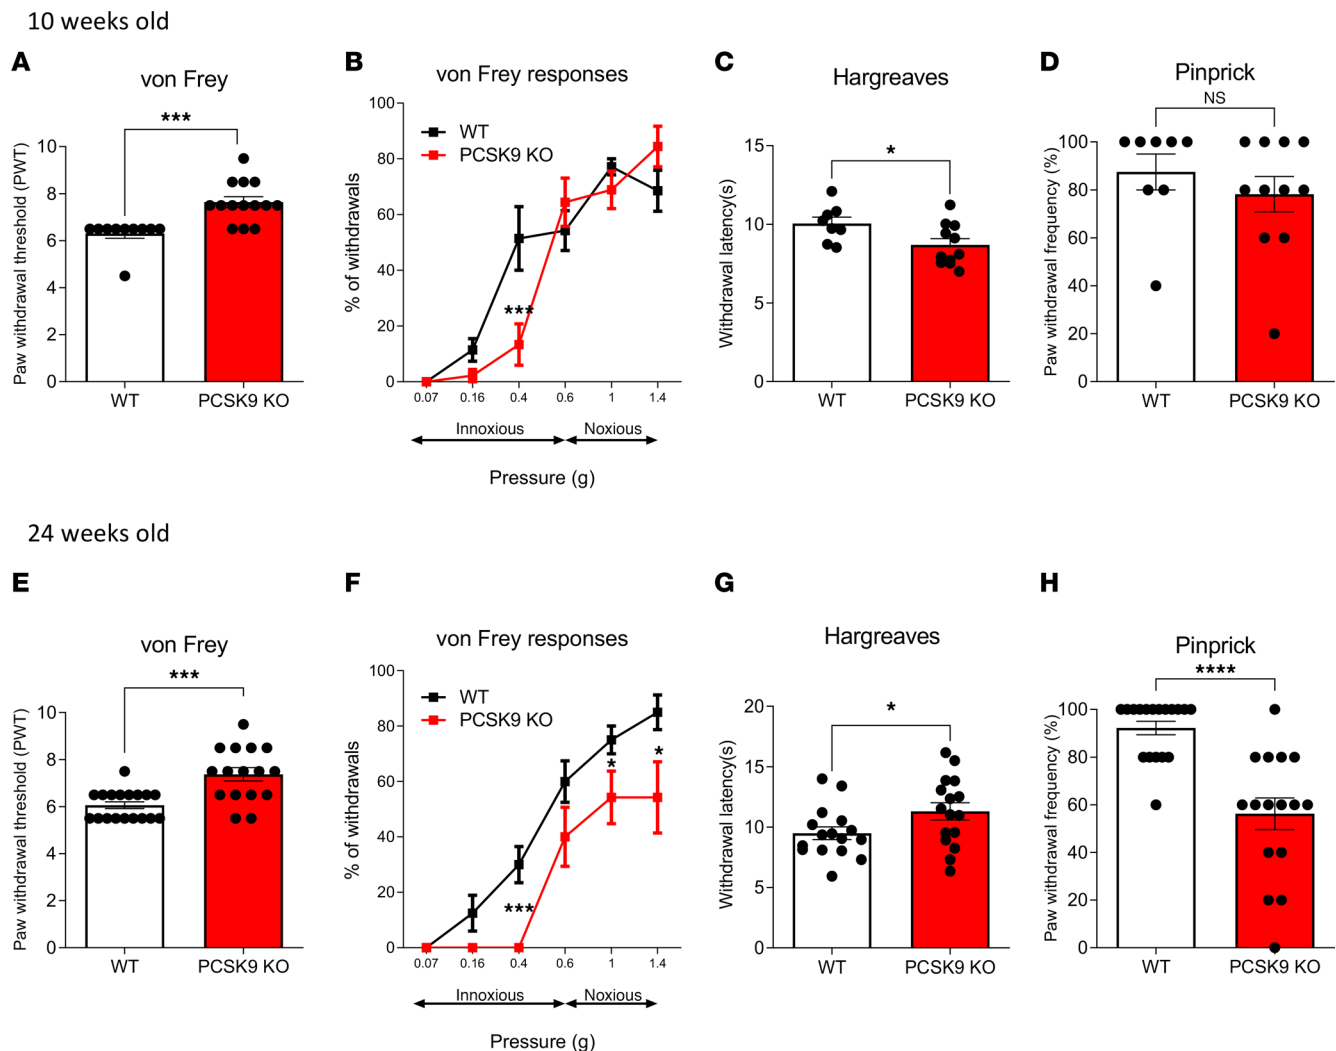 10 weeks old
A
von Frey
***
Paw withdrawal threshold (PWT)
10
8
6
4
2
0
WT
PCSK9 KO
B
von Frey responses
WT
PCSK9 KO
% of withdrawals
100
80
60
40
20
0
***
0.07 0.16 0.4 0.6 1 1.4
Innoxious Noxious
Pressure (g)
C
Hargreaves
*
Withdrawal latency(s)
15
10
5
0
WT
PCSK9 KO
D
Pinprick
NS
Paw withdrawal frequency (%)
100
80
60
40
20
0
WT
PCSK9 KO
24 weeks old
E
von Frey
***
Paw withdrawal threshold (PWT)
10
8
6
4
2
0
WT
PCSK9 KO
F
von Frey responses
WT
PCSK9 KO
% of withdrawals
100
80
60
40
20
0
***
*
*
0.07 0.16 0.4 0.6 1 1.4
Innoxious Noxious
Pressure (g)
G
Hargreaves
*
Withdrawal latency(s)
20
15
10
5
0
WT
PCSK9 KO
H
Pinprick
****
Paw withdrawal frequency (%)
100
80
60
40
20
0
WT
PCSK9 KO